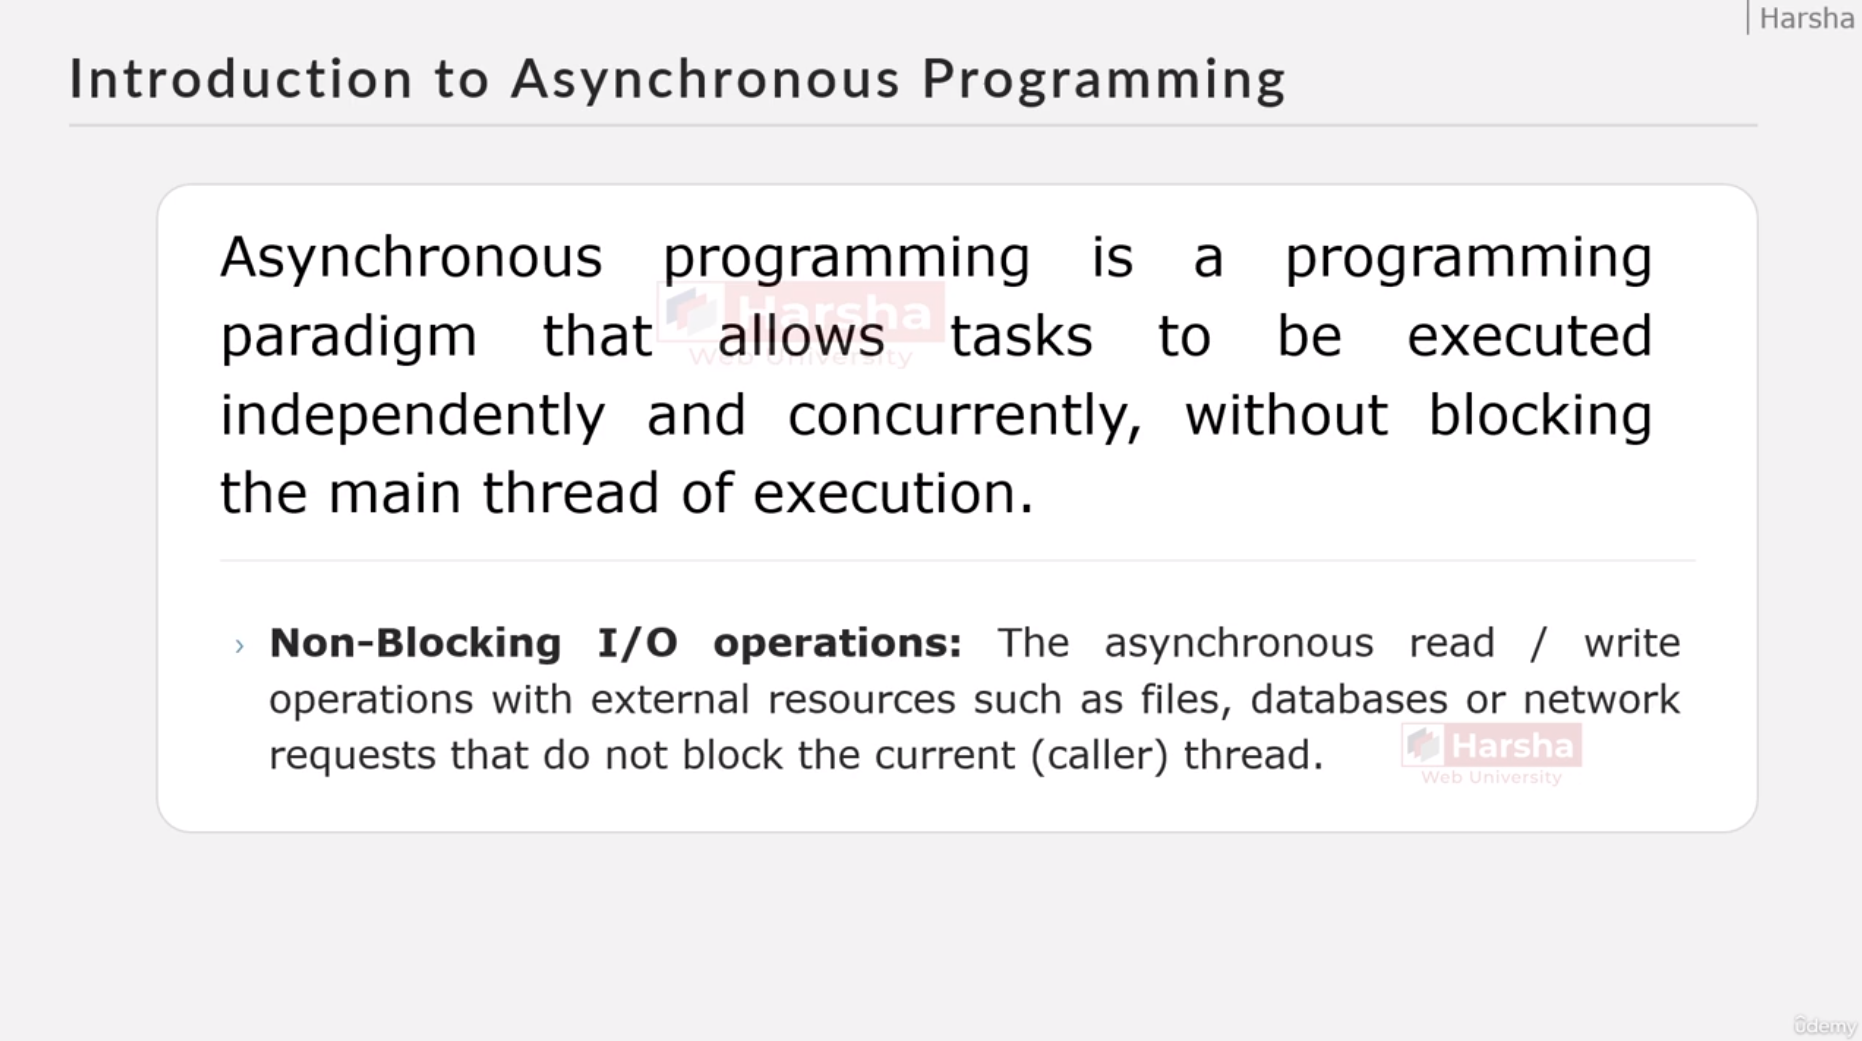 Harsha
Introduction to Asynchronous Programming
Asynchronous programming is a programming
paradigm that allows tasks to be executed
independently and concurrently, without blocking
the main thread of execution.
Harsha
Web University
› Non-Blocking I/O operations: The asynchronous read / write
operations with external resources such as files, databases or network
requests that do not block the current (caller) thread.
Harsha
Web University
ûdemy